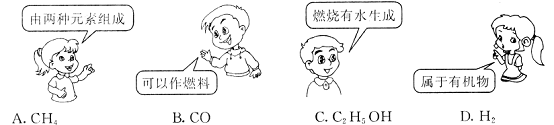 由两种元素组成
可以作燃料
燃烧有水生成
属于有机物
A. CH₄ B. CO C. C₂H₅OH D. H₂